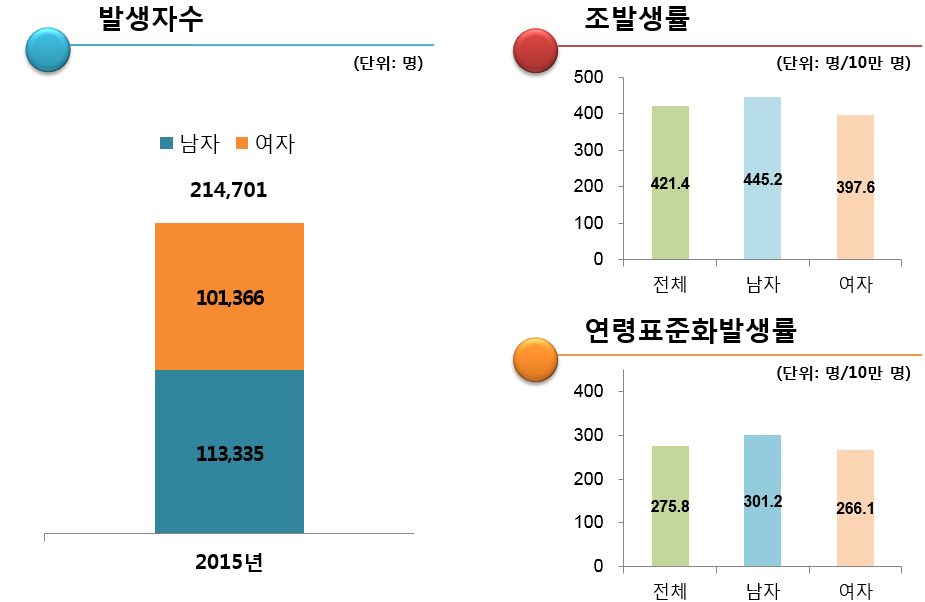 발생자수
(단위: 명)
남자 여자
214,701
101,366
113,335
2015년
조발생률
(단위: 명/10만 명)
500
400
300
200
100
0
421.4 445.2 397.6
전체 남자 여자
연령표준화발생률
(단위: 명/10만 명)
400
300
200
100
0
275.8 301.2 266.1
전체 남자 여자